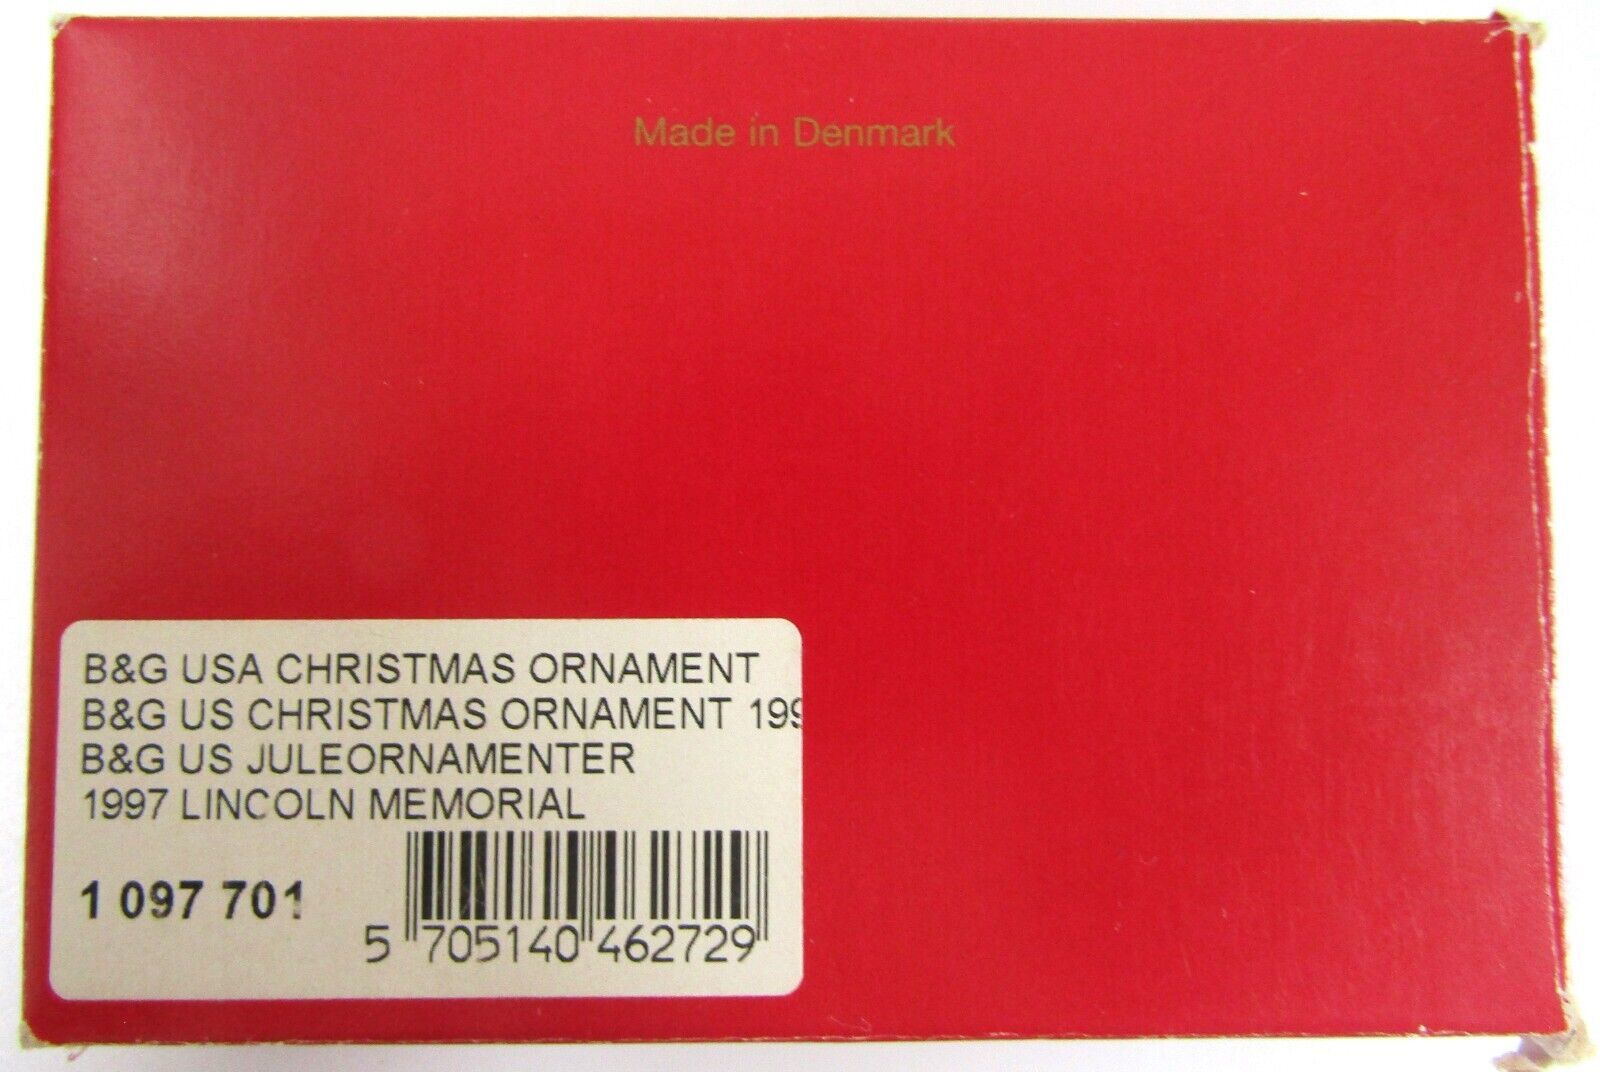 Made in Denmark
B&G USA CHRISTMAS ORNAMENT
B&G US CHRISTMAS ORNAMENT 199
B&G US JULEORNAMENTER
1997 LINCOLN MEMORIAL
1 097 701
5 705140 462729